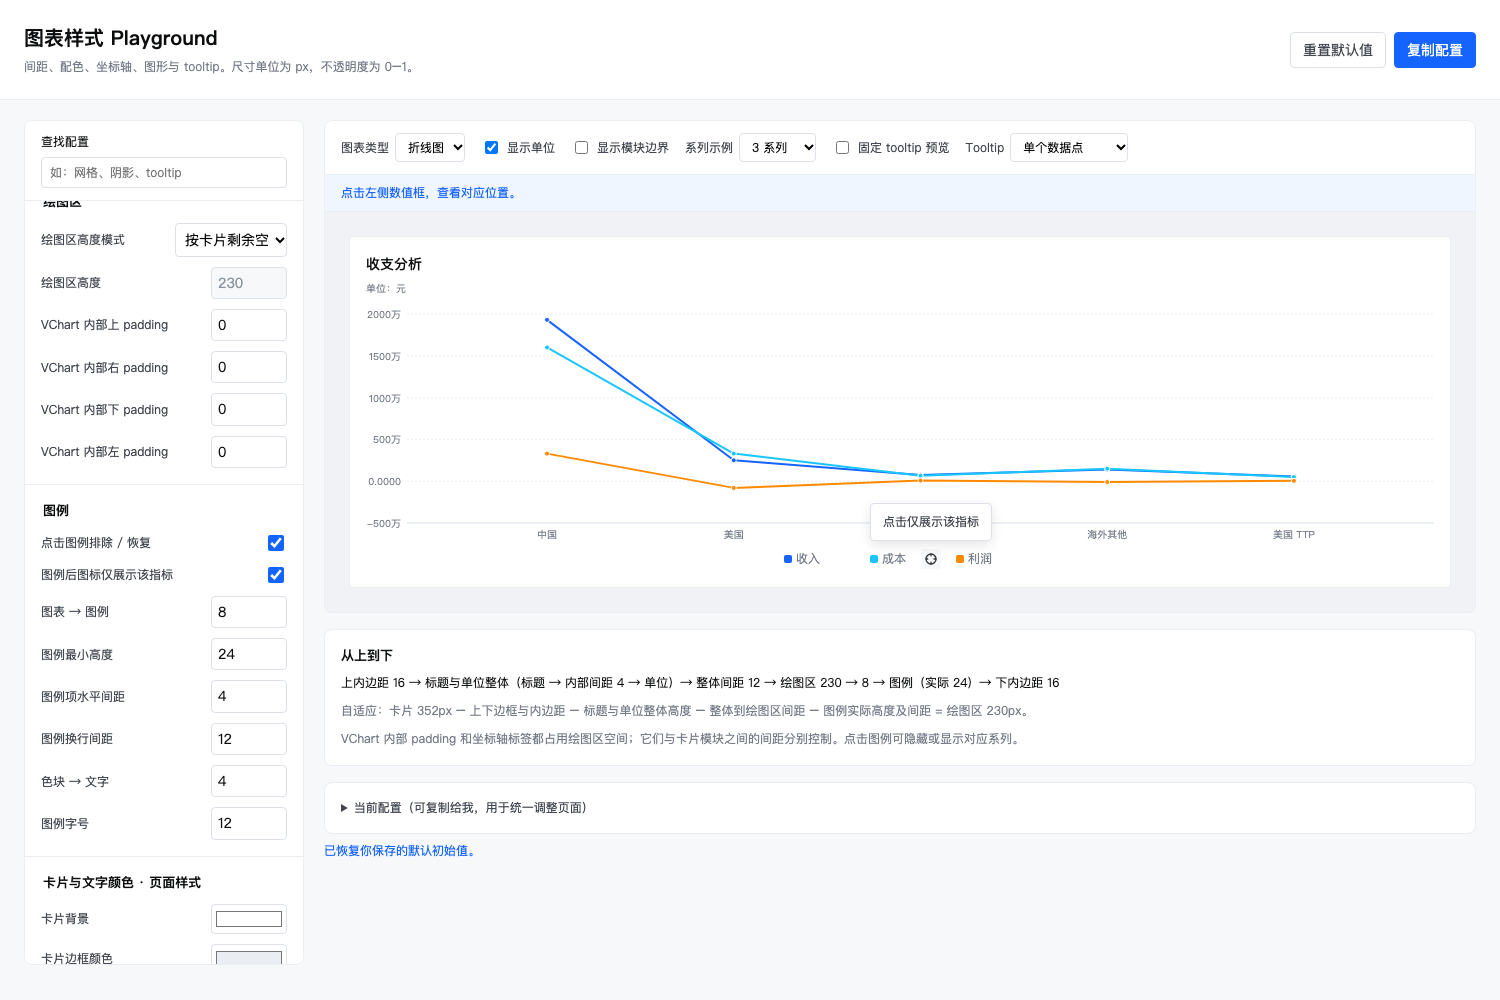 图表样式 Playground
间距、配色、坐标轴、图形与 tooltip。尺寸单位为 px，不透明度为 0—1。
重置默认值
复制配置
查找配置
如：网格、阴影、tooltip
绘图区
绘图区高度模式
按卡片剩余空
绘图区高度
230
VChart 内部上 padding
0
VChart 内部右 padding
0
VChart 内部下 padding
0
VChart 内部左 padding
0
图例
点击图例排除 / 恢复
图例后图标仅展示该指标
图表 → 图例
8
图例最小高度
24
图例项水平间距
4
图例换行间距
12
色块 → 文字
4
图例字号
12
卡片与文字颜色 · 页面样式
卡片背景
卡片边框颜色
图表类型
折线图
显示单位
显示模块边界
系列示例
3 系列
固定 tooltip 预览
Tooltip
单个数据点
点击左侧数值框，查看对应位置。
收支分析
单位：元
2000万
1500万
1000万
500万
0.0000
-500万
中国
美国
海外其他
美国 TTP
点击仅展示该指标
收入
成本
利润
从上到下
上内边距 16 → 标题与单位整体（标题 → 内部间距 4 → 单位）→ 整体间距 12 → 绘图区 230 → 8 → 图例（实际 24）→ 下内边距 16
自适应：卡片 352px − 上下边框与内边距 − 标题与单位整体高度 − 整体到绘图区间距 − 图例实际高度及间距 = 绘图区 230px。
VChart 内部 padding 和坐标轴标签都占用绘图区空间；它们与卡片模块之间的间距分别控制。点击图例可隐藏或显示对应系列。
当前配置（可复制给我，用于统一调整页面）
已恢复你保存的默认初始值。